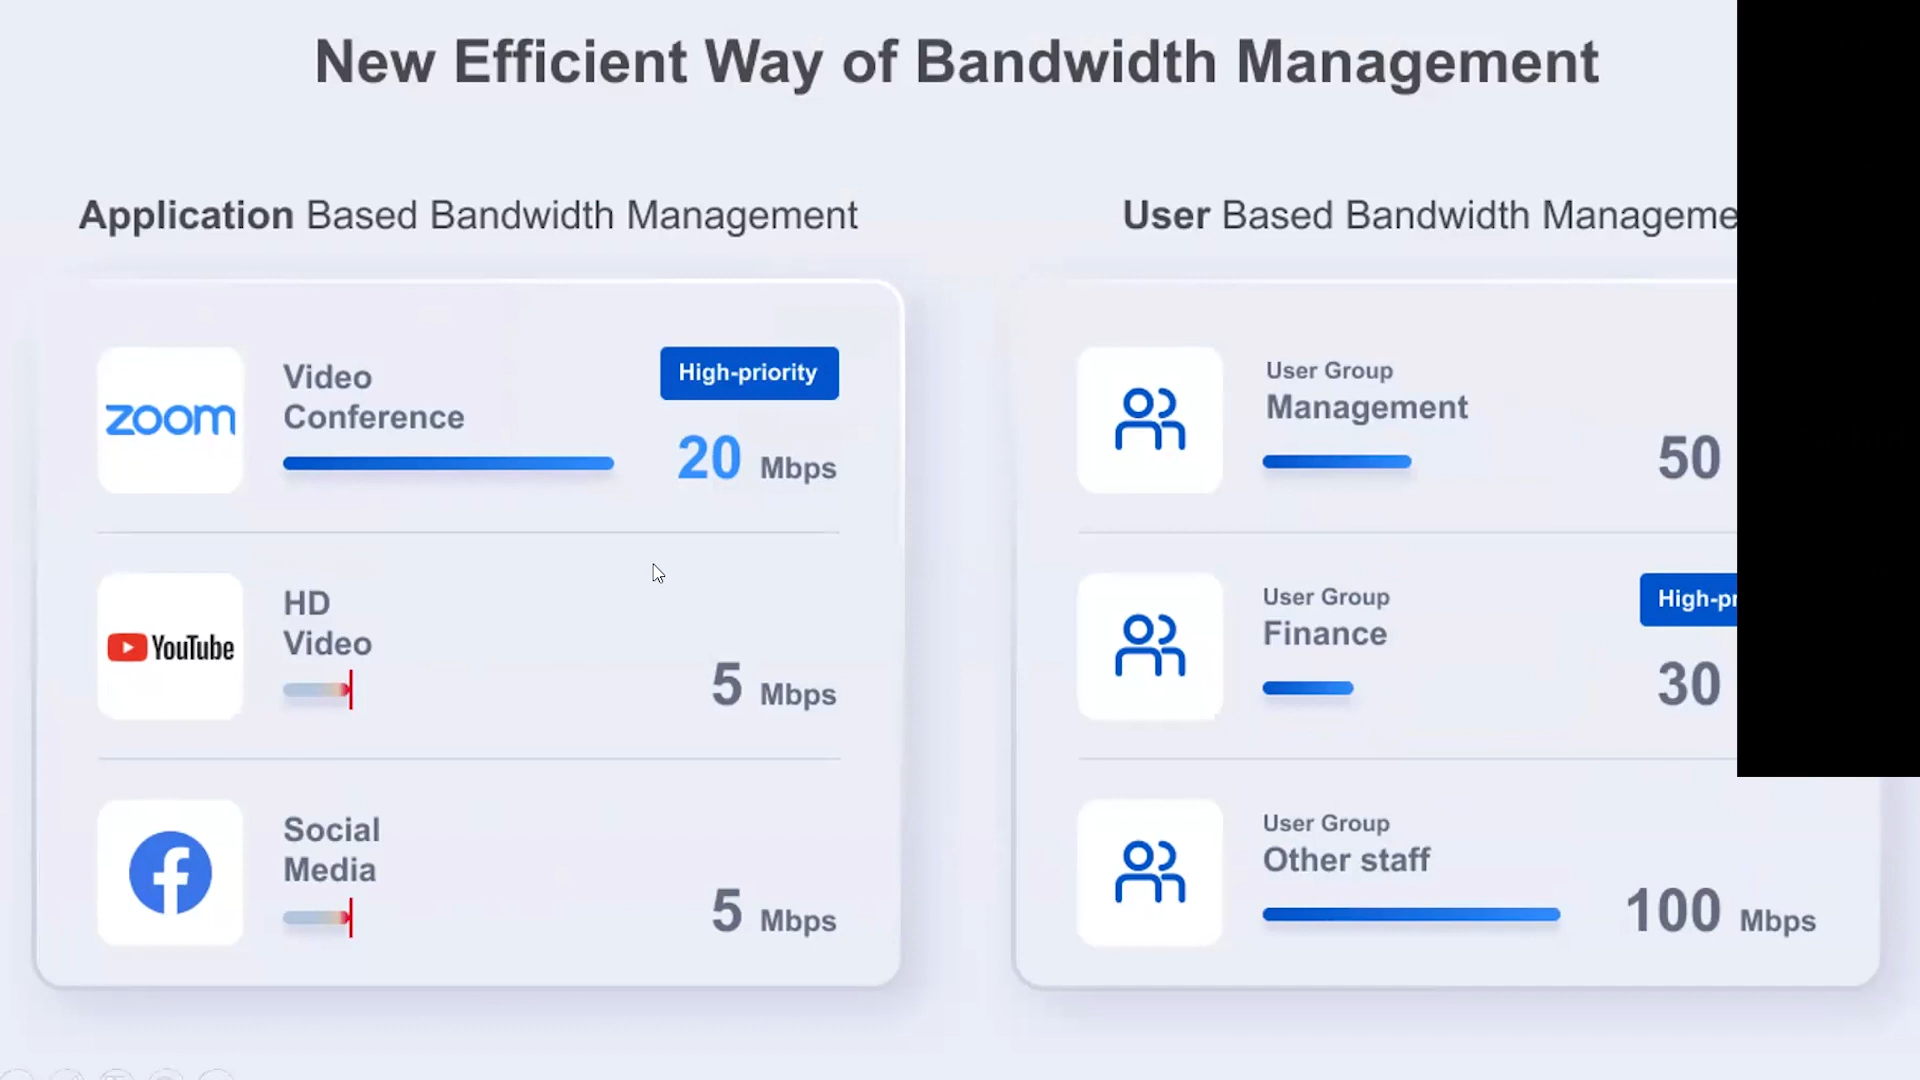 New Efficient Way of Bandwidth Management
Application Based Bandwidth Management
zoom
Video
Conference
High-priority
20 Mbps
YouTube
HD
Video
5 Mbps
Social
Media
5 Mbps
User Based Bandwidth Manageme
User Group
Management
50
User Group
Finance
High-pr
30
User Group
Other staff
100 Mbps